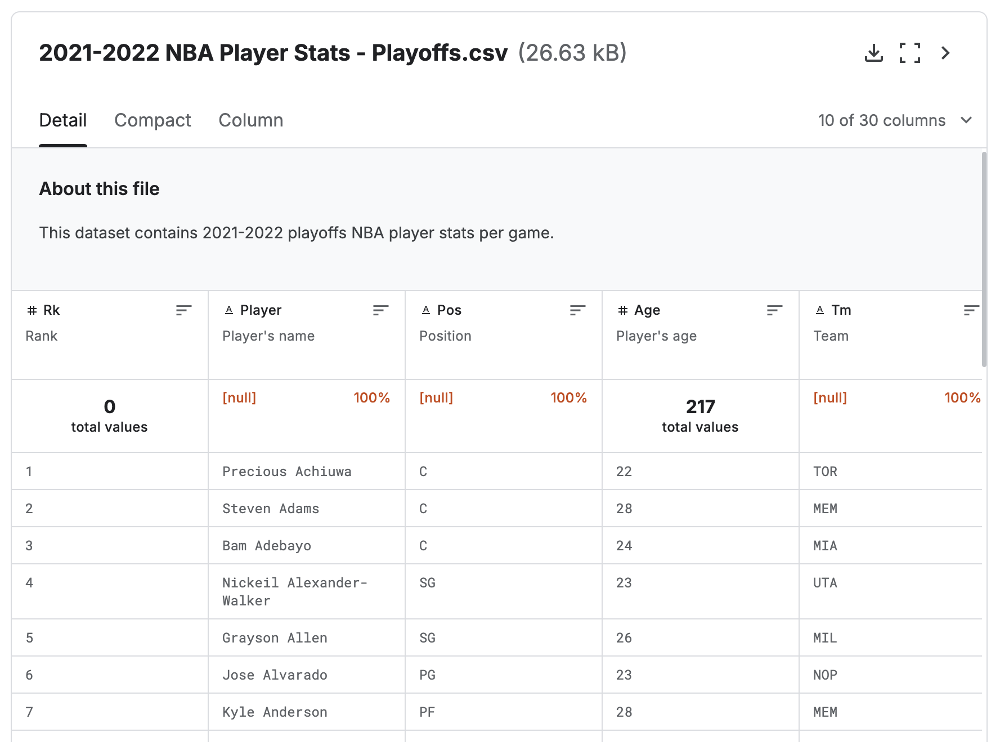 2021-2022 NBA Player Stats - Playoffs.csv (26.63 kB)
Detail Compact Column 10 of 30 columns
About this file
This dataset contains 2021-2022 playoffs NBA player stats per game.
# Rk A Player A Pos # Age A Tm
Rank Player's name Position Player's age Team
0 total values [null] 100% [null] 100% 217 total values [null] 100%
1 Precious Achiuwa C 22 TOR
2 Steven Adams C 28 MEM
3 Bam Adebayo C 24 MIA
4 Nickeil Alexander-Walker SG 23 UTA
5 Grayson Allen SG 26 MIL
6 Jose Alvarado PG 23 NOP
7 Kyle Anderson PF 28 MEM